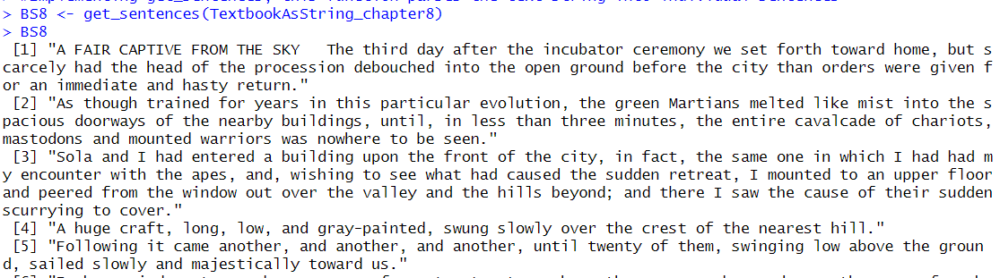 > BS8 <- get_sentences(TextbookAsString_chapter8)
> BS8
[1] "A FAIR CAPTIVE FROM THE SKY   The third day after the incubator ceremony we set forth toward home, but s
carcely had the head of the procession debouched into the open ground before the city than orders were given f
or an immediate and hasty return."
[2] "As though trained for years in this particular evolution, the green Martians melted like mist into the s
pacious doorways of the nearby buildings, until, in less than three minutes, the entire cavalcade of chariots,
mastodons and mounted warriors was nowhere to be seen."
[3] "Sola and I had entered a building upon the front of the city, in fact, the same one in which I had had m
y encounter with the apes, and, wishing to see what had caused the sudden retreat, I mounted to an upper floor
and peered from the window out over the valley and the hills beyond; and there I saw the cause of their sudden
scurrying to cover."
[4] "A huge craft, long, low, and gray-painted, swung slowly over the crest of the nearest hill."
[5] "Following it came another, and another, and another, until twenty of them, swinging low above the groun
d, sailed slowly and majestically toward us."